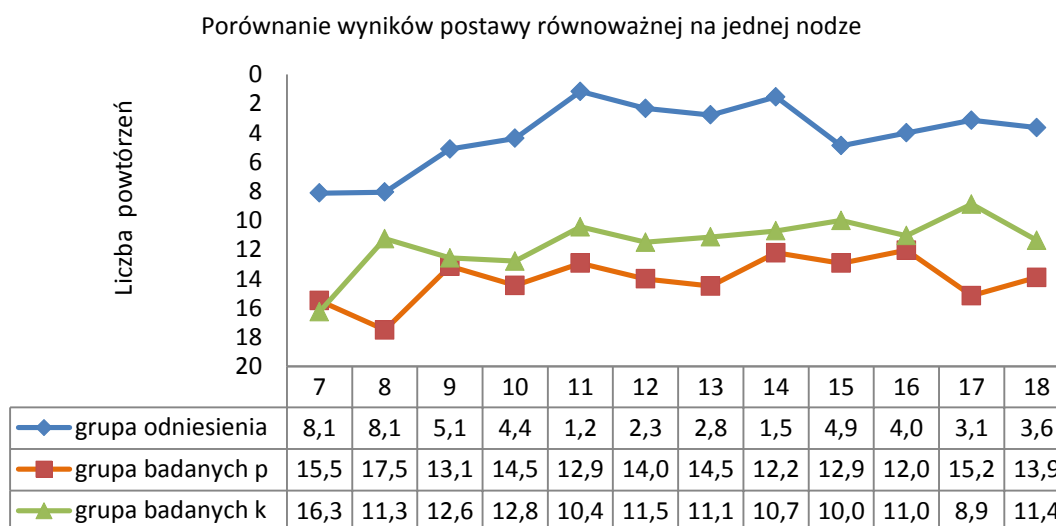 Porównanie wyników postawy równoważnej na jednej nodze
Liczba powtórzeń
0
2
4
6
8
10
12
14
16
18
20
7 8 9 10 11 12 13 14 15 16 17 18
grupa odniesienia 8,1 8,1 5,1 4,4 1,2 2,3 2,8 1,5 4,9 4,0 3,1 3,6
grupa badanych p 15,5 17,5 13,1 14,5 12,9 14,0 14,5 12,2 12,9 12,0 15,2 13,9
grupa badanych k 16,3 11,3 12,6 12,8 10,4 11,5 11,1 10,7 10,0 11,0 8,9 11,4